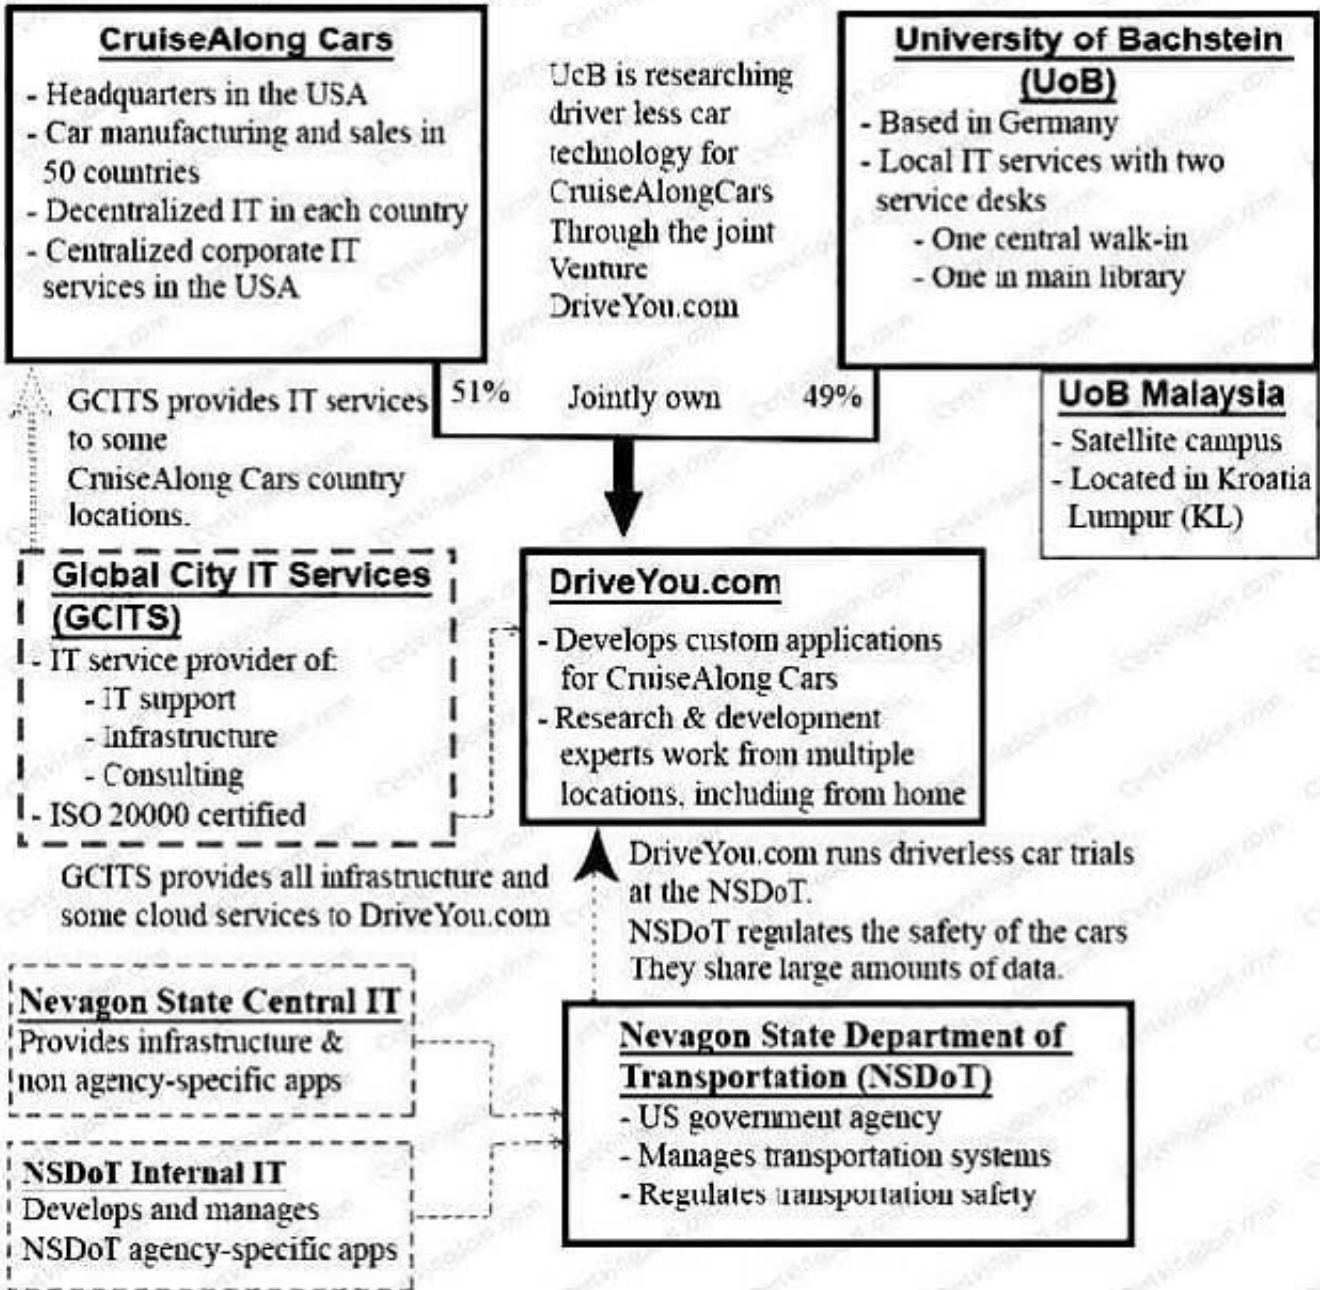 CruiseAlong Cars
- Headquarters in the USA
- Car manufacturing and sales in
50 countries
- Decentralized IT in each country
- Centralized corporate IT
services in the USA
UcB is researching
driver less car
technology for
CruiseAlongCars
Through the joint
Venture
DriveYou.com
University of Bachstein
(UoB)
- Based in Germany
- Local IT services with two
service desks
- One central walk-in
- One in main library
51% Jointly own 49%
UoB Malaysia
- Satellite campus
- Located in Kroatia
Lumpur (KL)
GCITS provides IT services
to some
CruiseAlong Cars country
locations.
Global City IT Services
(GCITS)
- IT service provider of:
- IT support
- Infrastructure
- Consulting
- ISO 20000 certified
DriveYou.com
- Develops custom applications
for CruiseAlong Cars
- Research & development
experts work from multiple
locations, including from home
GCITS provides all infrastructure and
some cloud services to DriveYou.com
DriveYou.com runs driverless car trials
at the NSDoT.
NSDoT regulates the safety of the cars
They share large amounts of data.
Nevagon State Central IT
Provides infrastructure &
non agency-specific apps
NSDoT Internal IT
Develops and manages
NSDoT agency-specific apps
Nevagon State Department of
Transportation (NSDoT)
- US government agency
- Manages transportation systems
- Regulates transportation safety